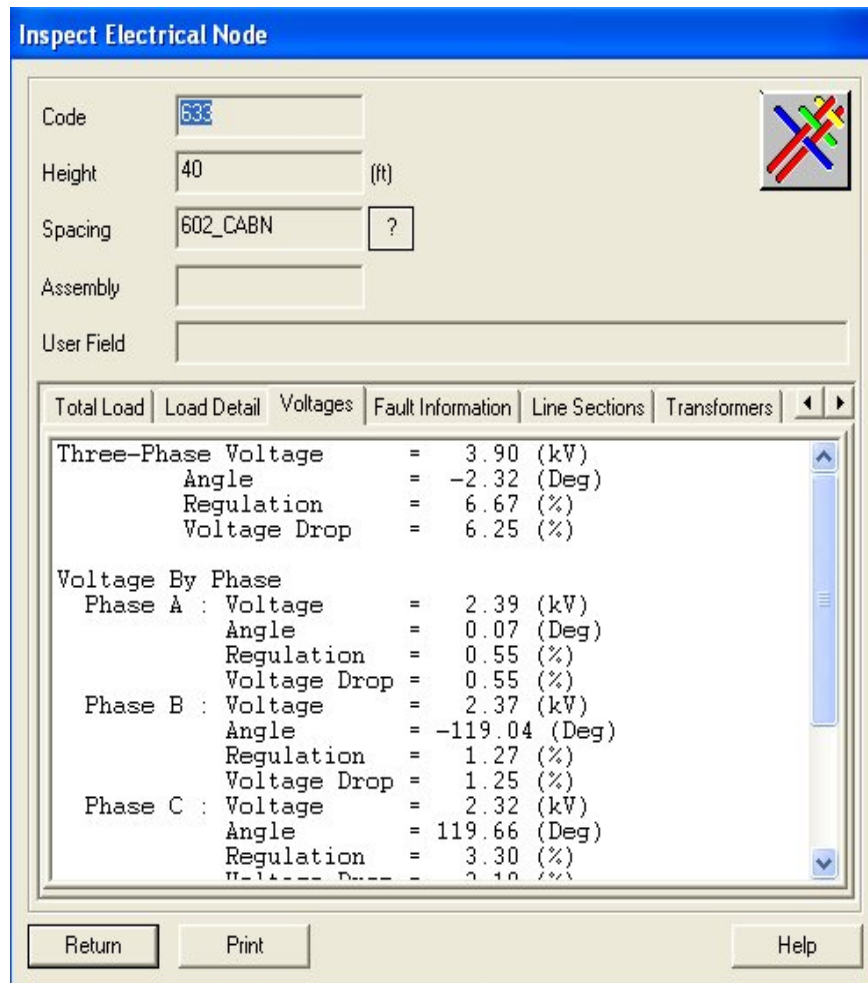 Inspect Electrical Node
Code 633
Height 40 (ft)
Spacing 602_CABN ?
Assembly
User Field
Total Load Load Detail Voltages Fault Information Line Sections Transformers
Three-Phase Voltage = 3.90 (kV)
Angle = -2.32 (Deg)
Regulation = 6.67 (%)
Voltage Drop = 6.25 (%)
Voltage By Phase
Phase A : Voltage = 2.39 (kV)
Angle = 0.07 (Deg)
Regulation = 0.55 (%)
Voltage Drop = 0.55 (%)
Phase B : Voltage = 2.37 (kV)
Angle = -119.04 (Deg)
Regulation = 1.27 (%)
Voltage Drop = 1.25 (%)
Phase C : Voltage = 2.32 (kV)
Angle = 119.66 (Deg)
Regulation = 3.30 (%)
Return Print Help